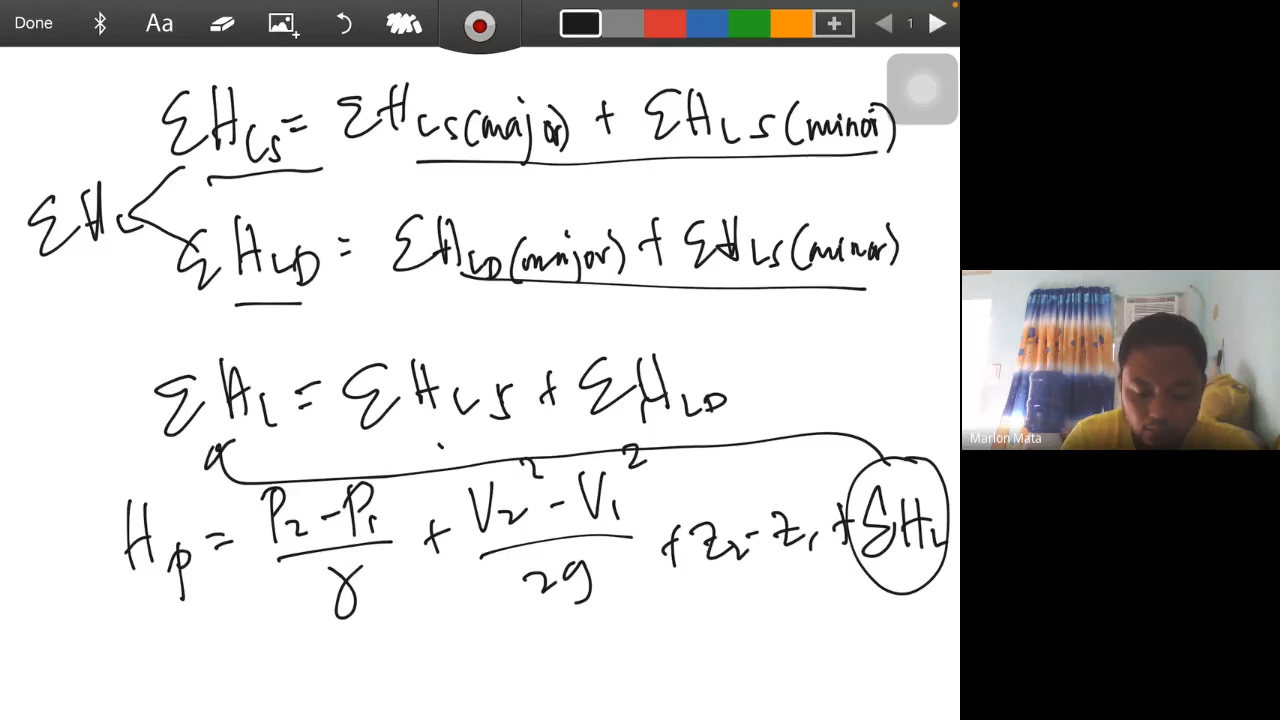 Done Aa 1
ΣH_LS = ΣH_LS(major) + ΣH_LS(minor)
ΣH_L
ΣH_LD = ΣH_LD(major) + ΣH_LS(minor)
ΣH_L = ΣH_LS + ΣH_LD
H_p = (P_2 - P_1)/γ + (V_2^2 - V_1^2)/2g + z_2 - z_1 + ΣH_L
Marlon Mata